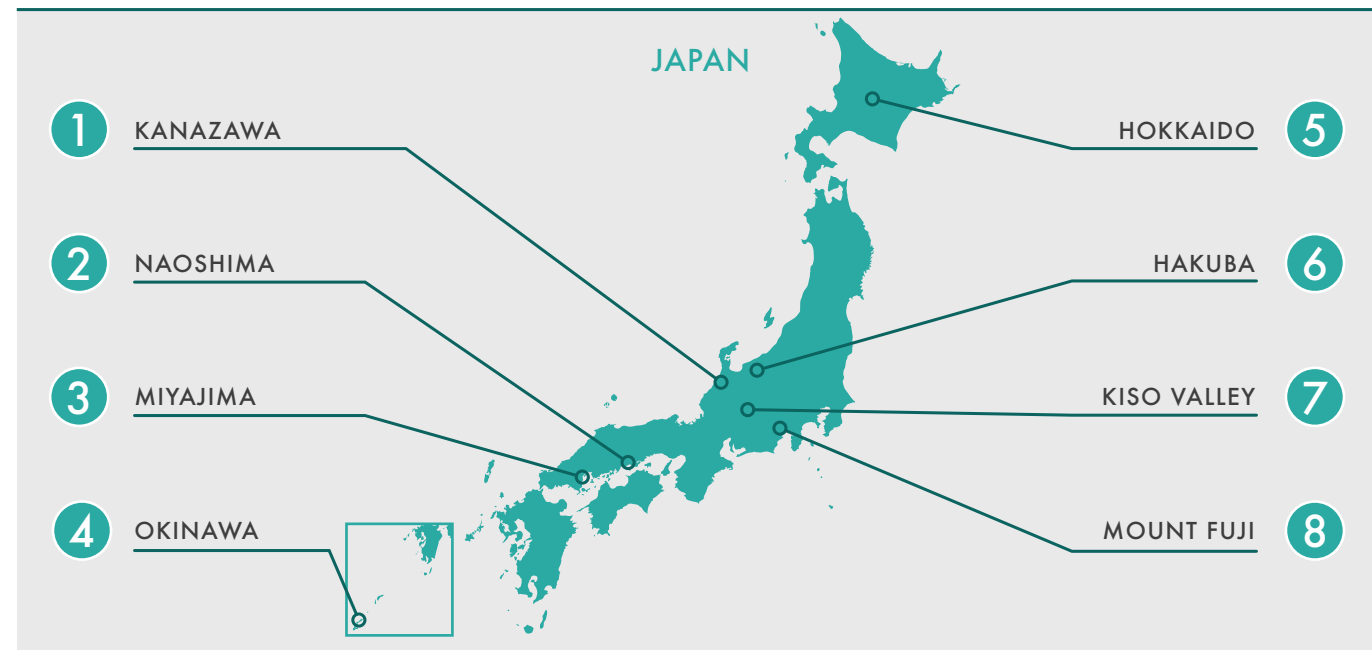 JAPAN
1 KANAZAWA
2 NAOSHIMA
3 MIYAJIMA
4 OKINAWA
HOKKAIDO 5
HAKUBA 6
KISO VALLEY 7
MOUNT FUJI 8